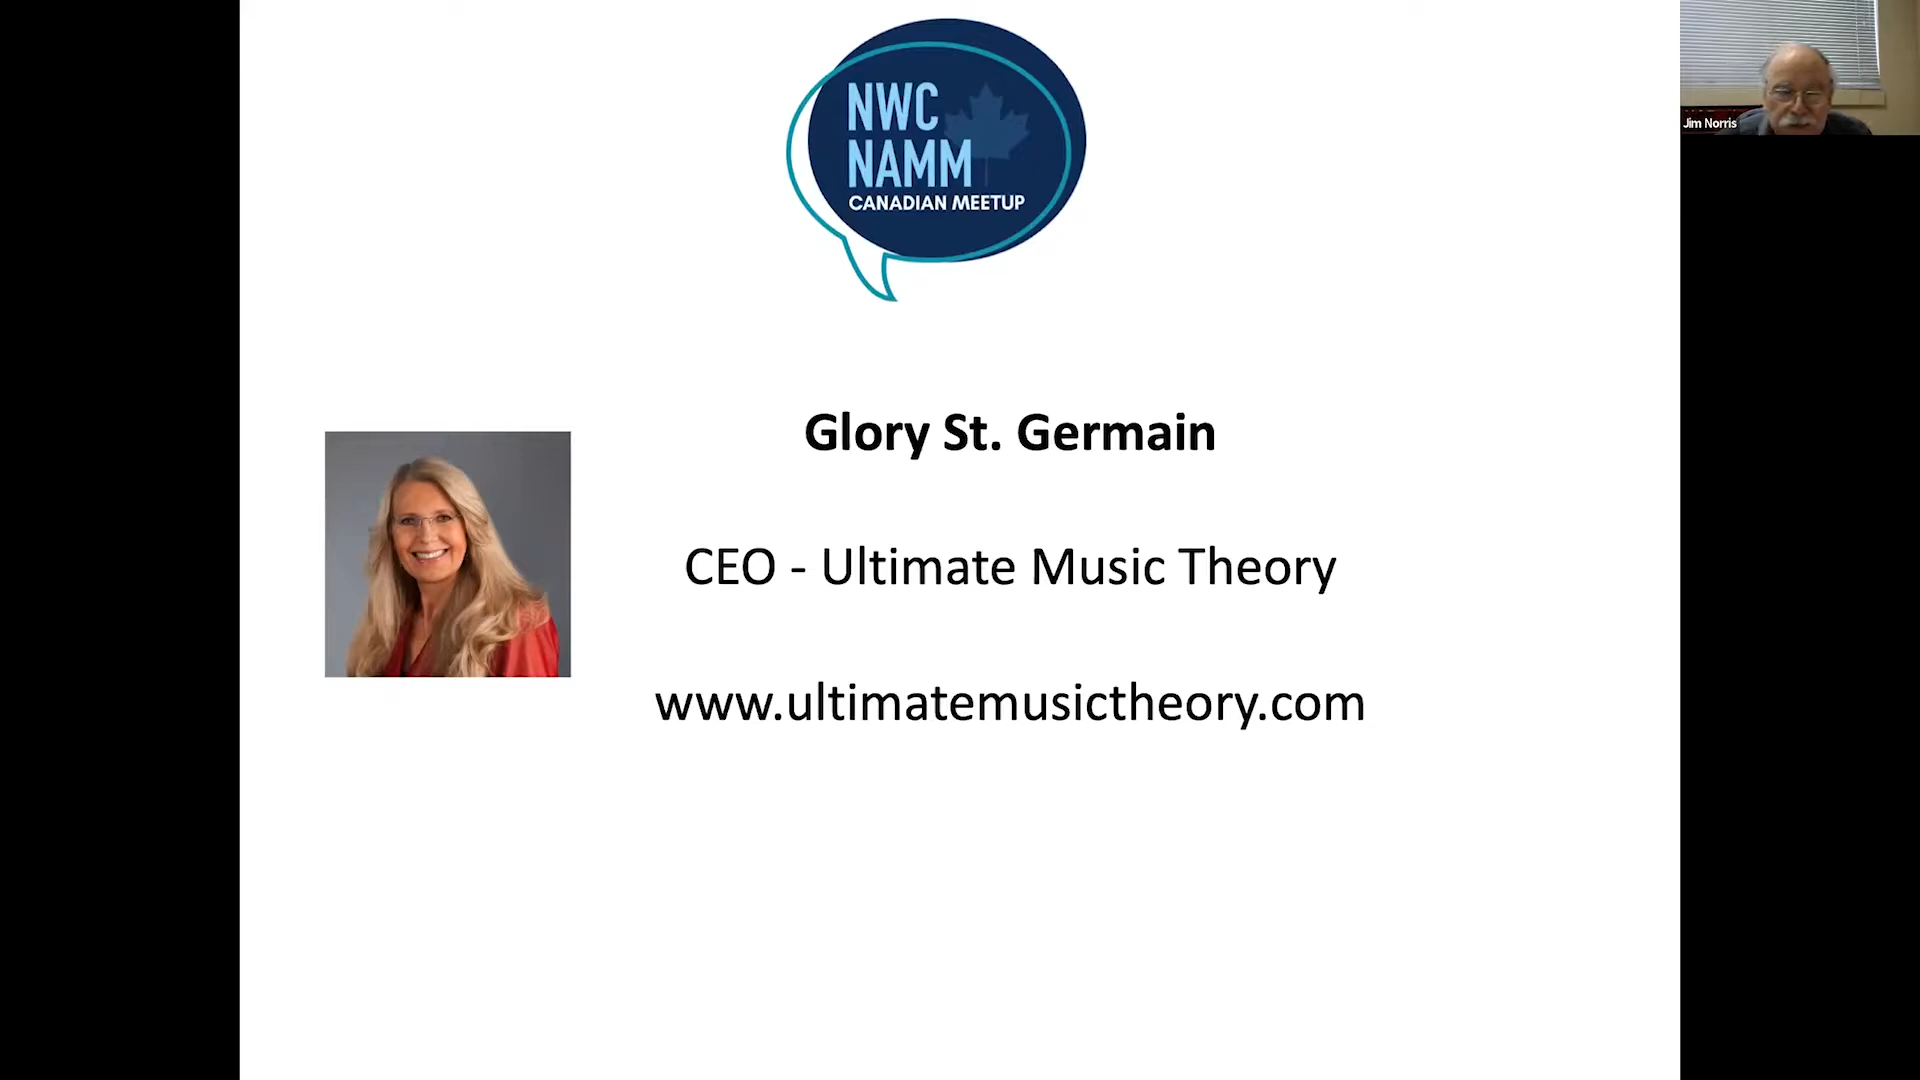 NWC
NAMM
CANADIAN MEETUP
Jim Norris
Glory St. Germain
CEO - Ultimate Music Theory
www.ultimatemusictheory.com